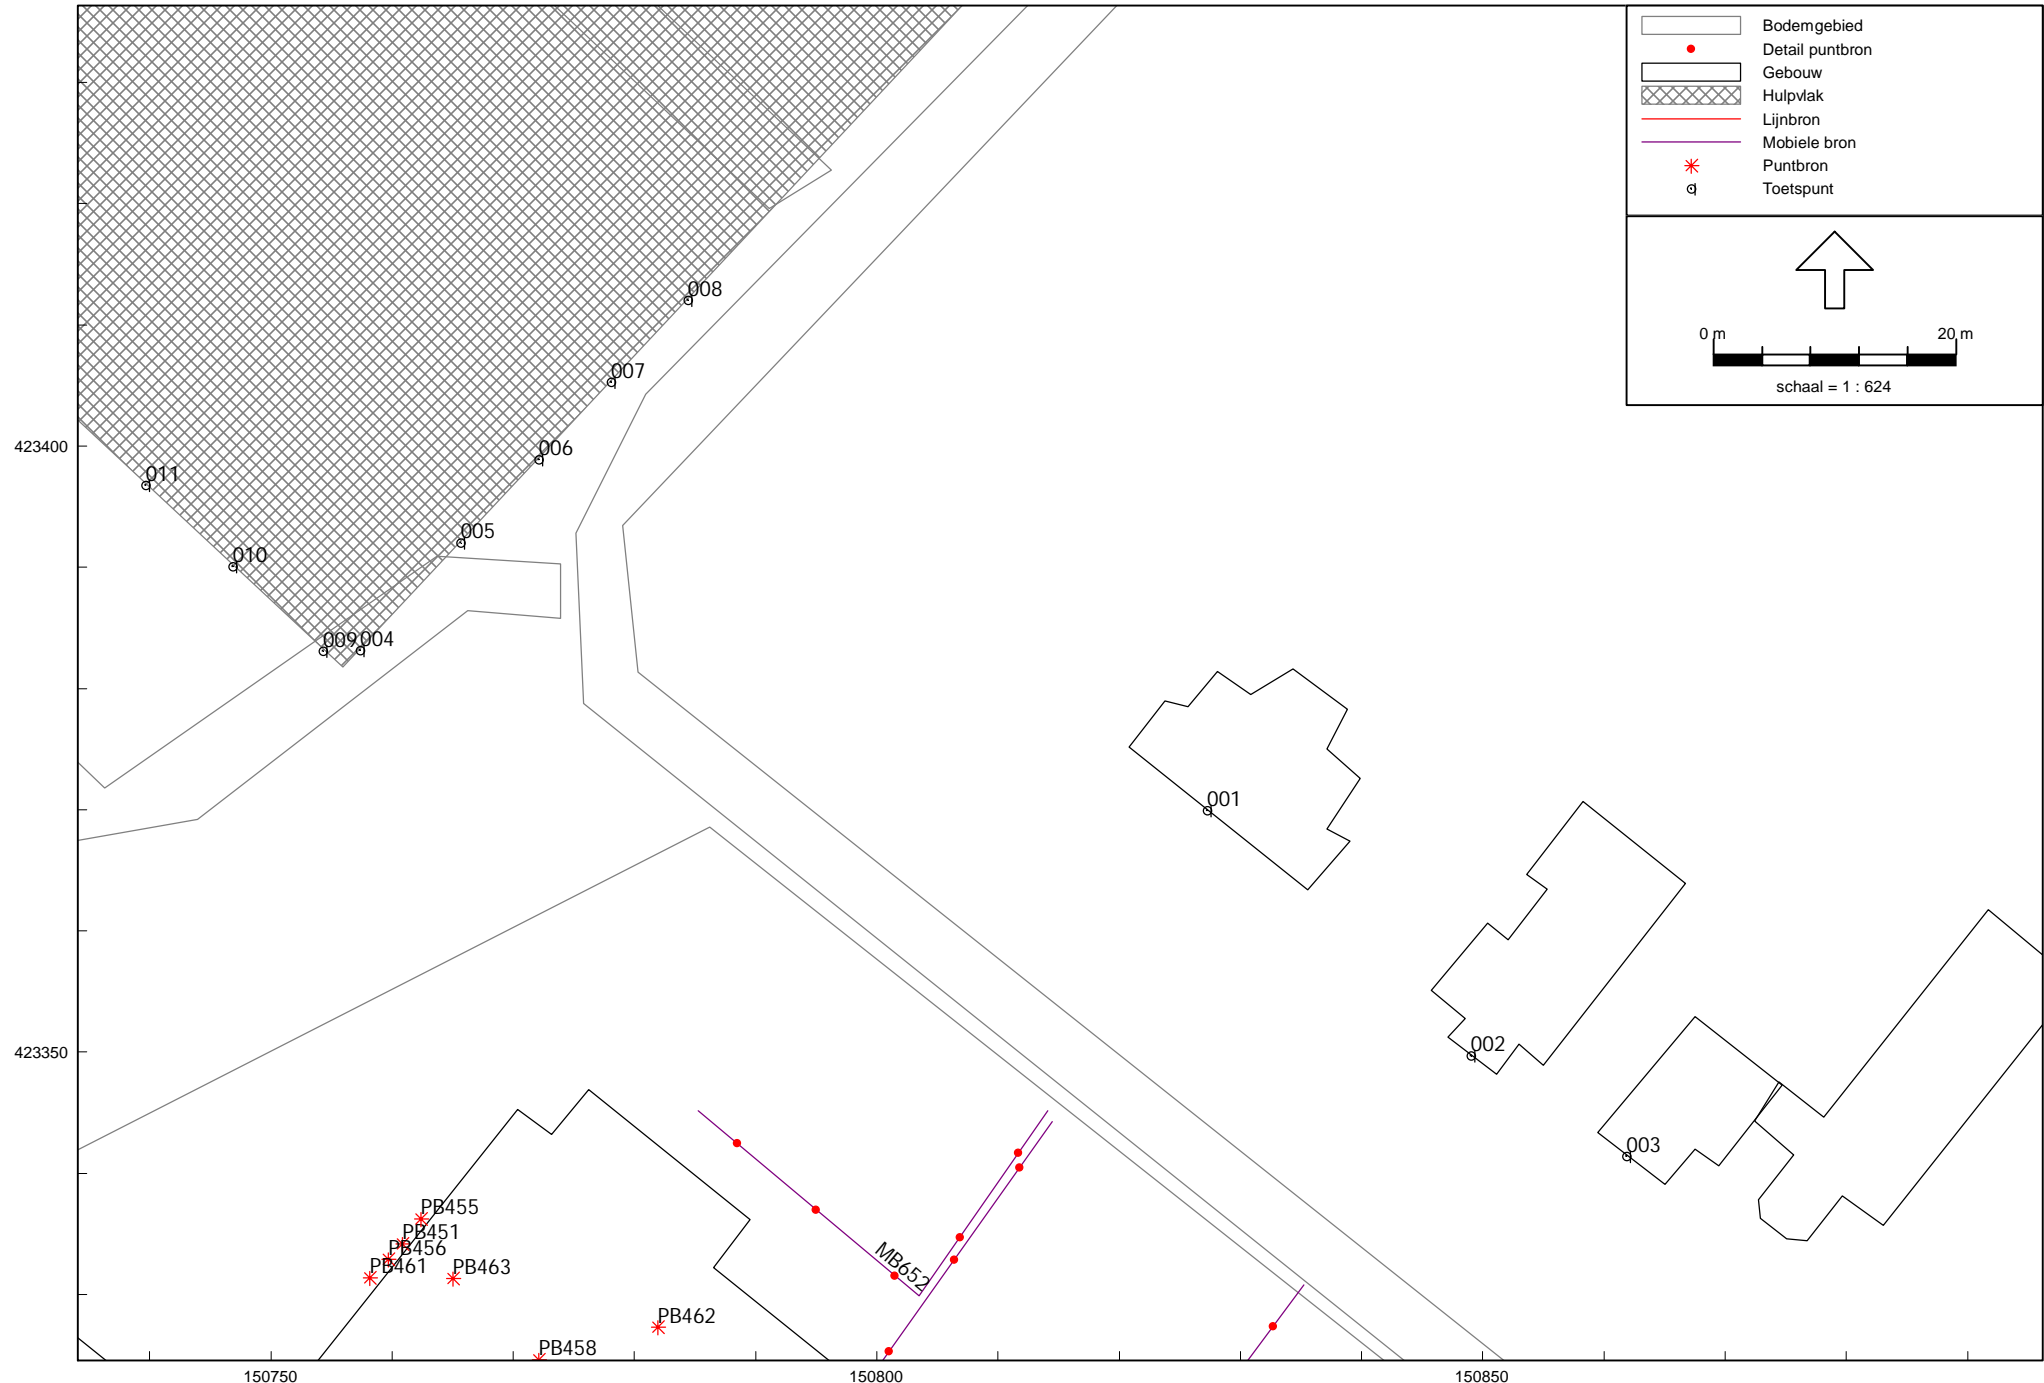 Bodemgebied
Detail puntbron
Gebouw
Hulpvlak
Lijnbron
Mobiele bron
Puntbron
Toetspunt
0 m 20 m
schaal = 1 : 624
008
007
423400
006
011
005
010
009
004
001
423350
002
003
PB455
PB451
PB456
PB461
PB463
MB652
PB462
PB458
150750
150800
150850